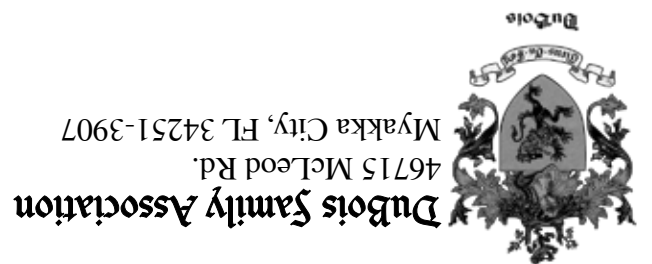 DuBois Family Association
46715 McLeod Rd.
Myakka City, FL 34251-3907
DuBois